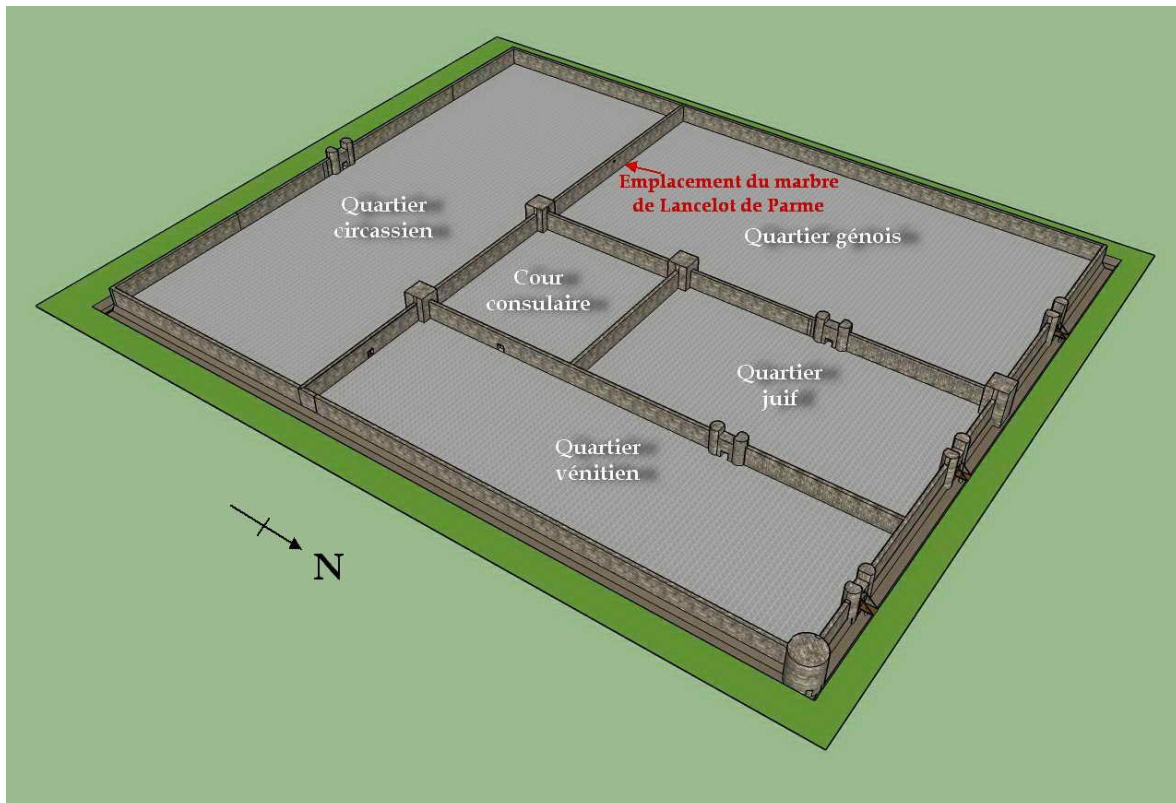 Emplacement du marbre
de Lancelot de Parme
Quartier
circassien
Quartier génois
Cour
consulaire
Quartier
juif
Quartier
vénitien
N